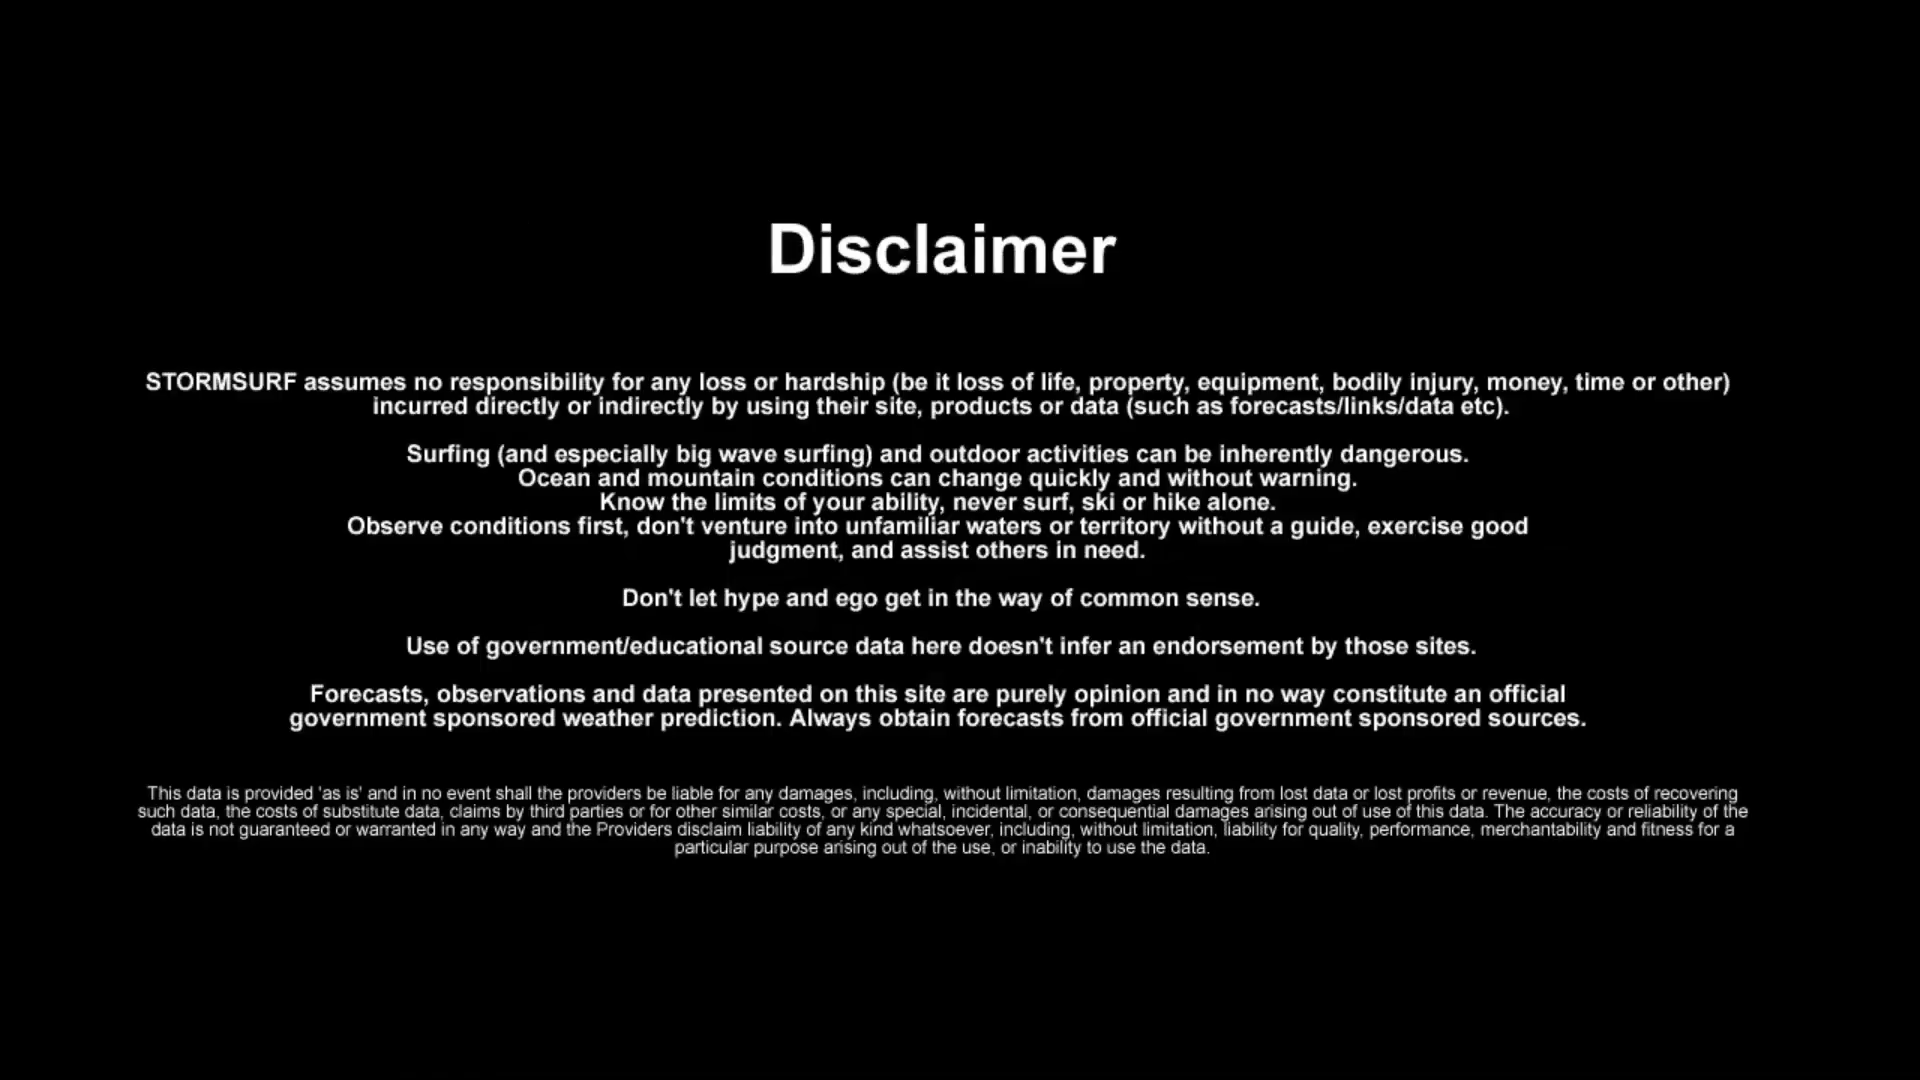 Disclaimer
STORMSURF assumes no responsibility for any loss or hardship (be it loss of life, property, equipment, bodily injury, money, time or other)
incurred directly or indirectly by using their site, products or data (such as forecasts/links/data etc).
Surfing (and especially big wave surfing) and outdoor activities can be inherently dangerous.
Ocean and mountain conditions can change quickly and without warning.
Know the limits of your ability, never surf, ski or hike alone.
Observe conditions first, don't venture into unfamiliar waters or territory without a guide, exercise good
judgment, and assist others in need.
Don't let hype and ego get in the way of common sense.
Use of government/educational source data here doesn't infer an endorsement by those sites.
Forecasts, observations and data presented on this site are purely opinion and in no way constitute an official
government sponsored weather prediction. Always obtain forecasts from official government sponsored sources.
This data is provided 'as is' and in no event shall the providers be liable for any damages, including, without limitation, damages resulting from lost data or lost profits or revenue, the costs of recovering
such data, the costs of substitute data, claims by third parties or for other similar costs, or any special, incidental, or consequential damages arising out of use of this data. The accuracy or reliability of the
data is not guaranteed or warranted in any way and the Providers disclaim liability of any kind whatsoever, including, without limitation, liability for quality, performance, merchantability and fitness for a
particular purpose arising out of the use, or inability to use the data.